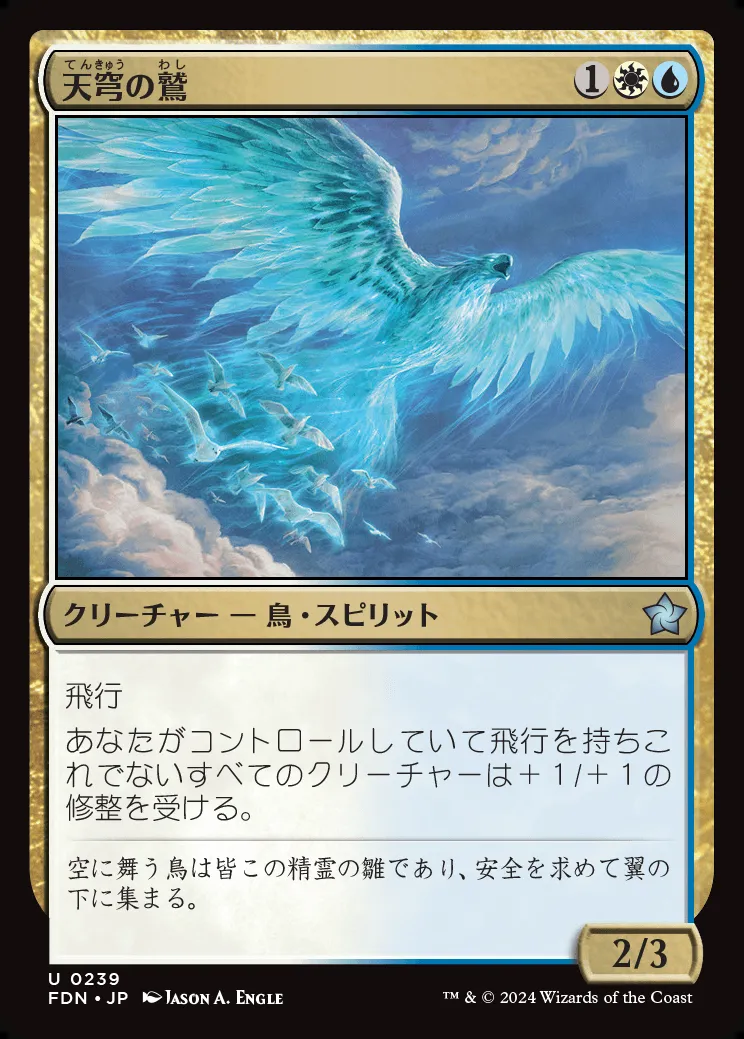 てんきゅう わし
天穹の鷲
1
クリーチャー — 鳥・スピリット
飛行
あなたがコントロールしていて飛行を持ちこ
れでないすべてのクリーチャーは＋１/＋１の
修整を受ける。
空に舞う鳥は皆この精霊の雛であり、安全を求めて翼の
下に集まる。
2/3
U 0239
FDN • JP JASON A. ENGLE
™ & © 2024 Wizards of the Coast